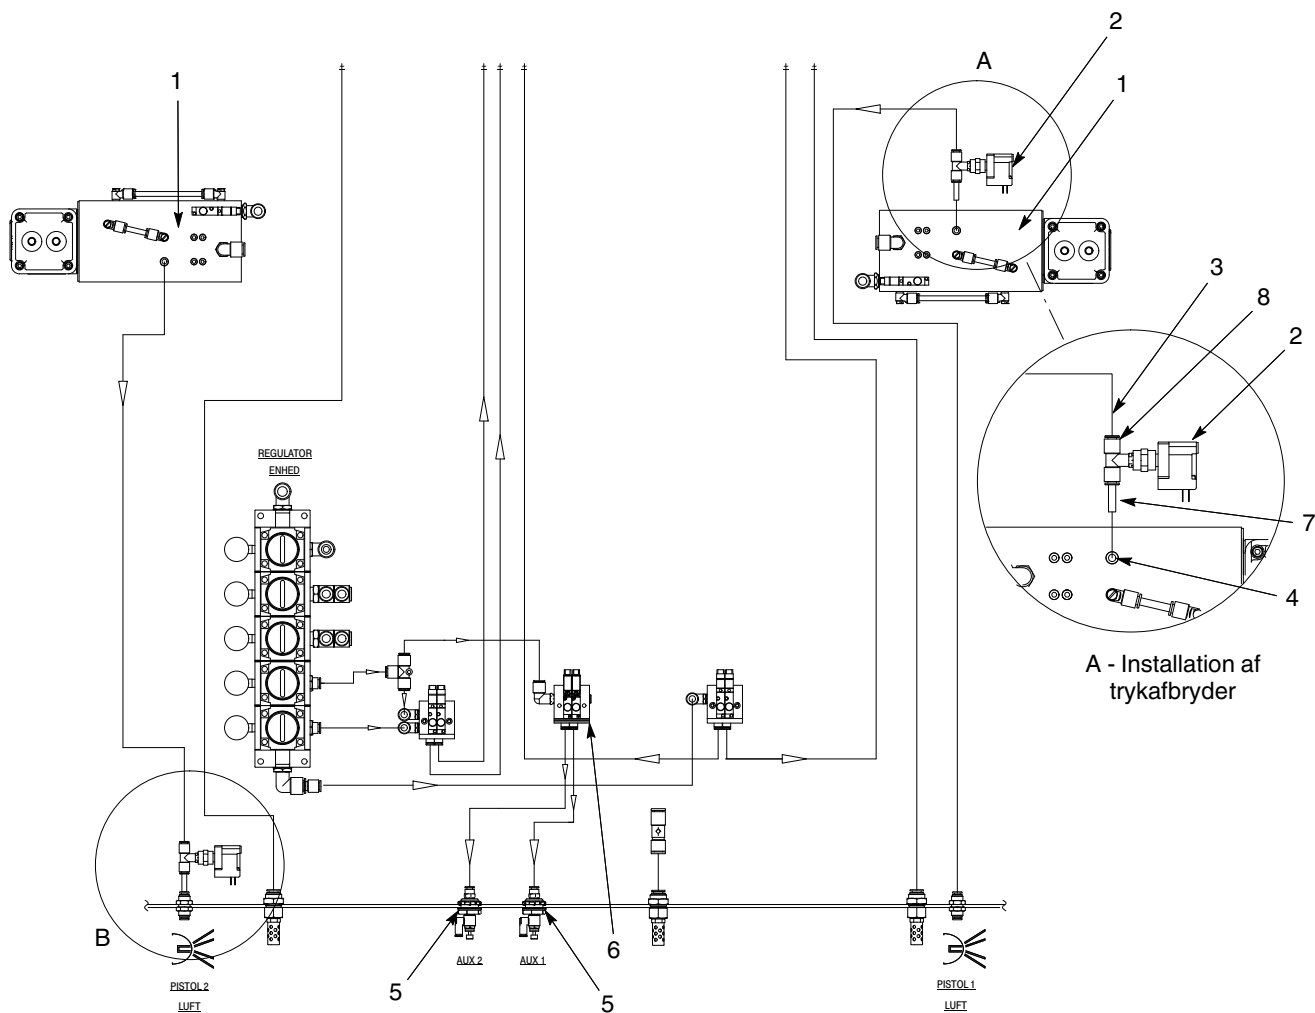 2
A
1
1
3
8
2
REGULATOR
ENHED
7
4
A - Installation af
trykafbryder
B
6
5
5
AUX 2
AUX 1
PISTOL 2
LUFT
PISTOL 1
LUFT